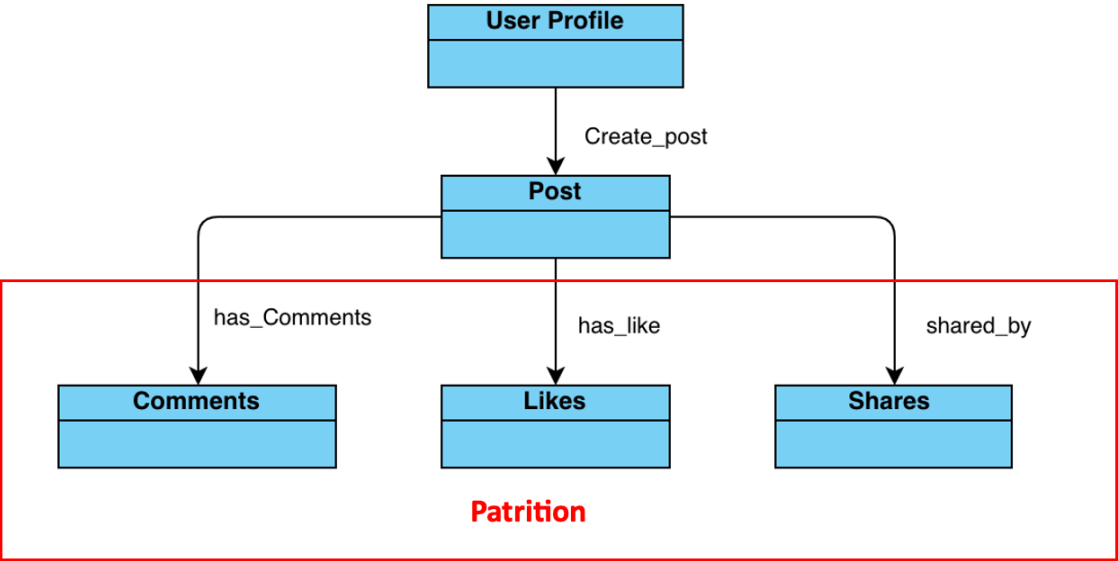 User Profile
Create_post
Post
has_Comments
has_like
shared_by
Comments
Likes
Shares
Patrition